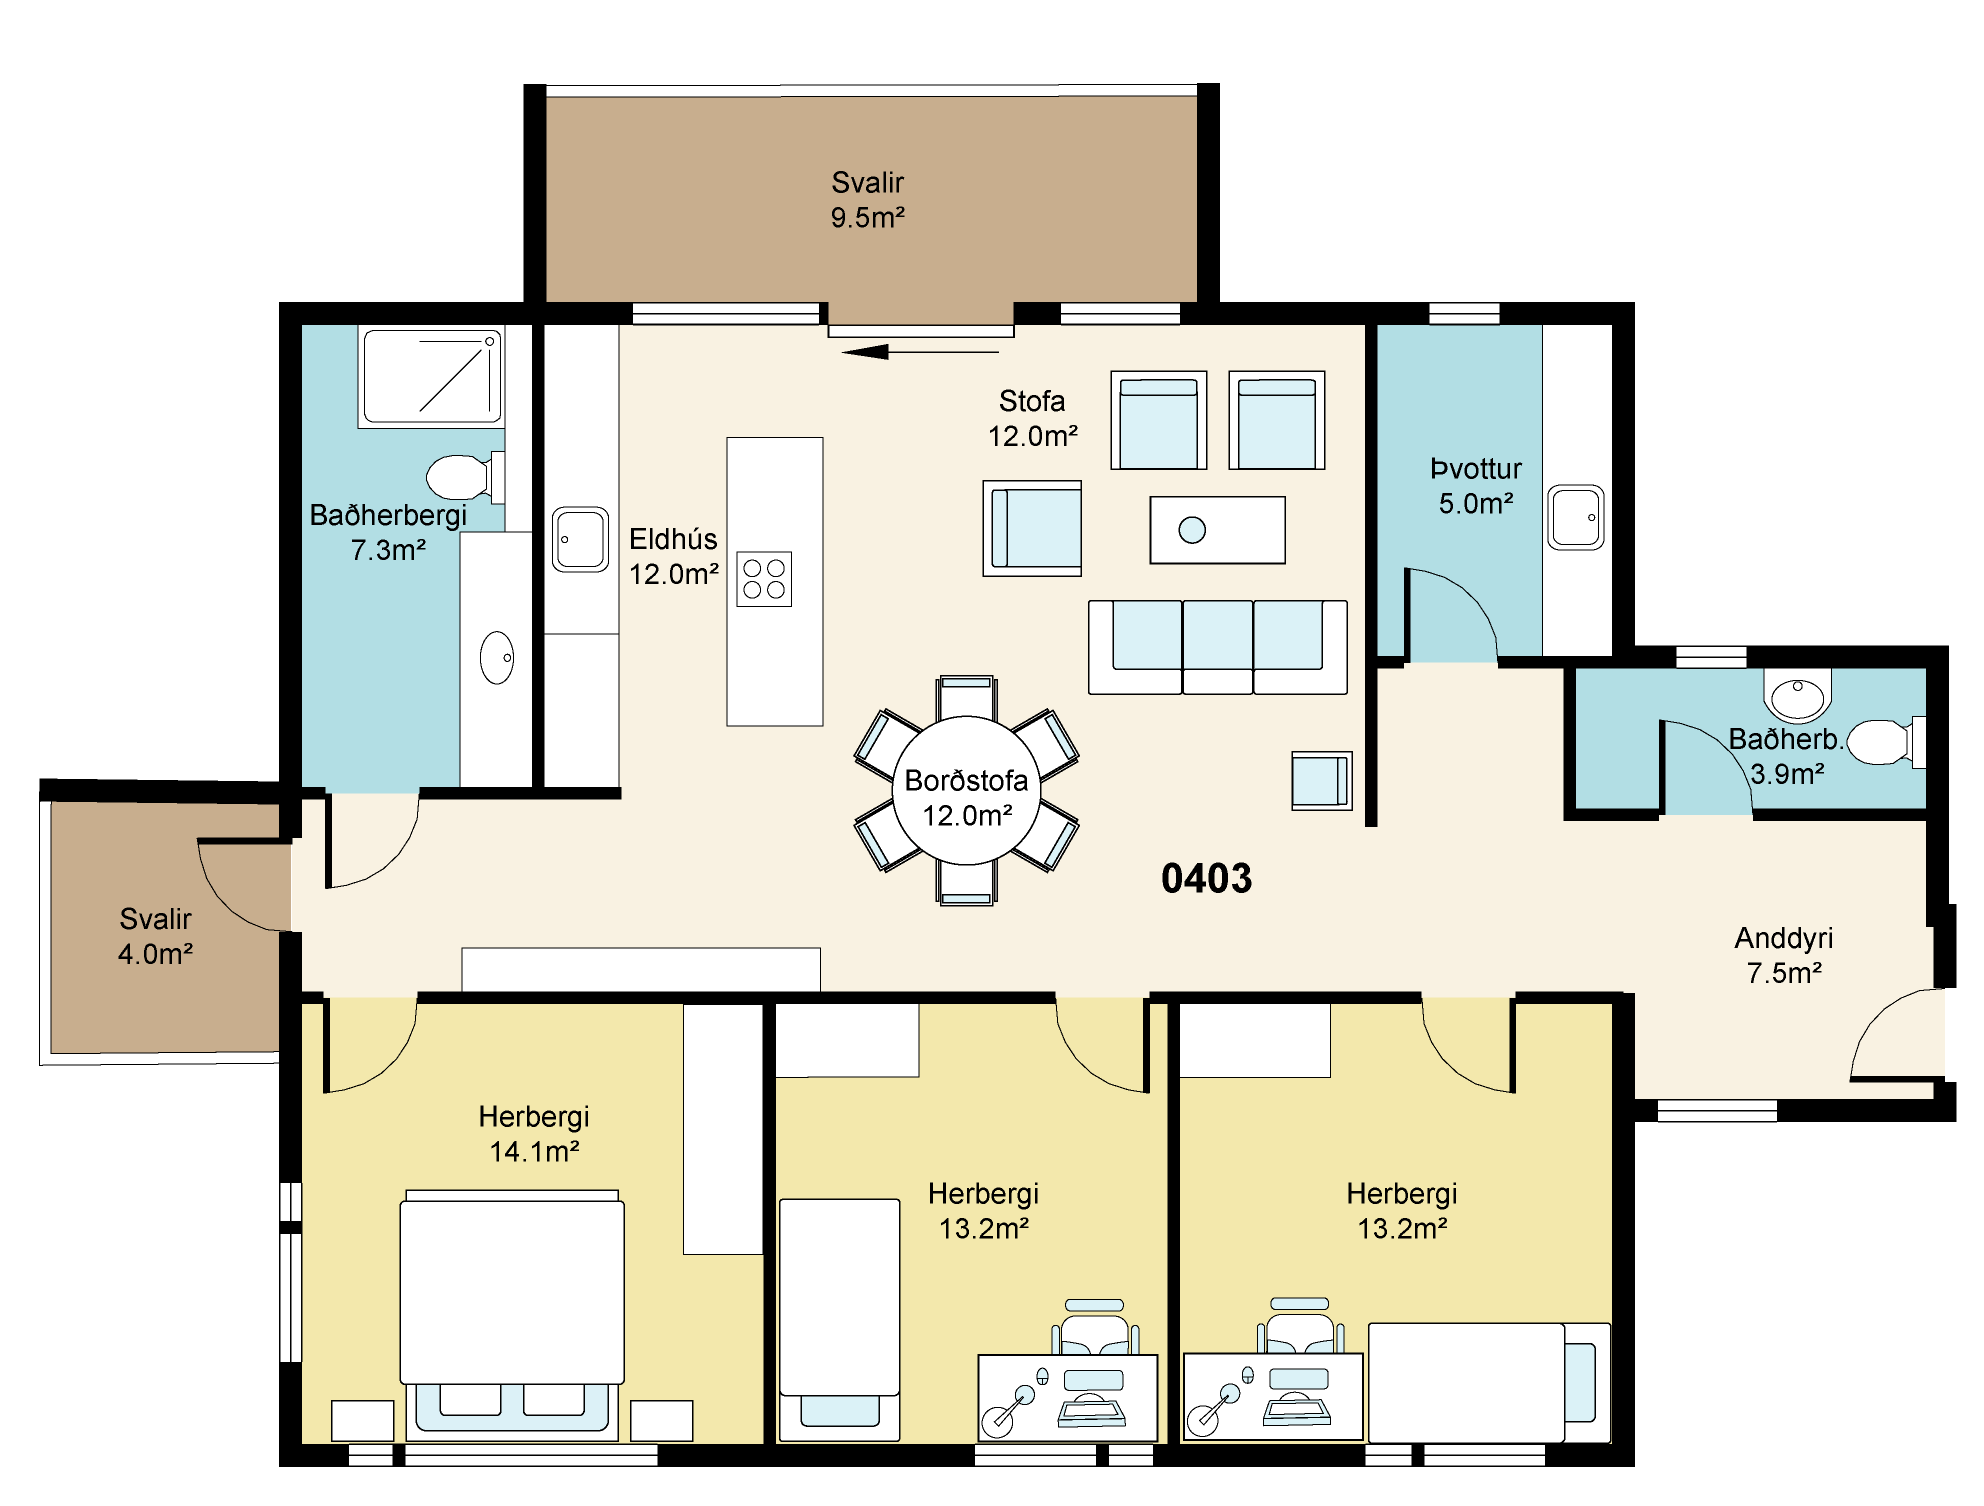 Svalir
9.5m²
Stofa
12.0m²
Þvottur
5.0m²
Baðherbergi
7.3m²
Eldhús
12.0m²
Baðherb.
3.9m²
Borðstofa
12.0m²
0403
Svalir
4.0m²
Anddyri
7.5m²
Herbergi
14.1m²
Herbergi
13.2m²
Herbergi
13.2m²